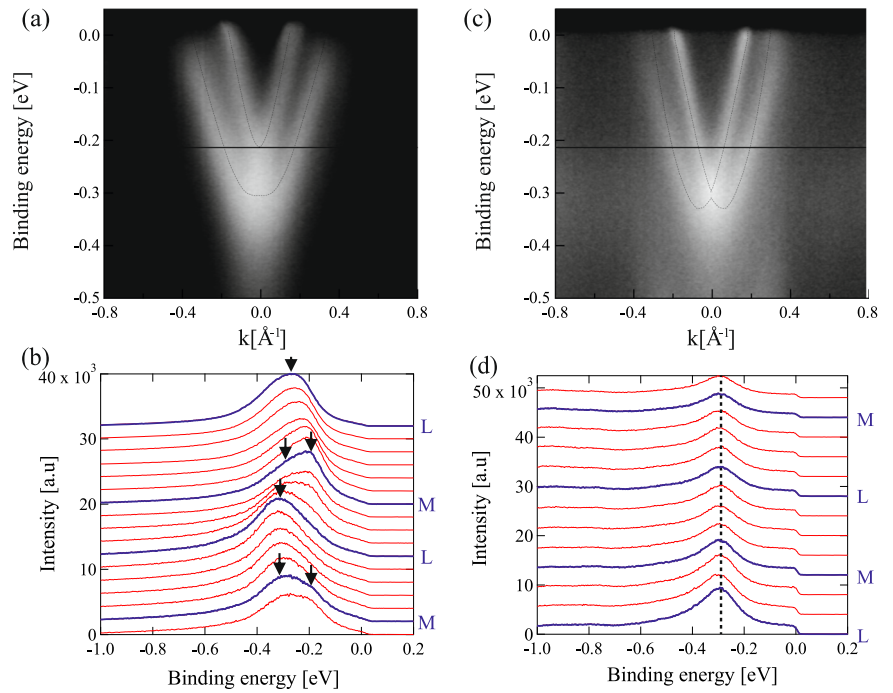 (a)
0.0
-0.1
-0.2
-0.3
-0.4
-0.5
Binding energy [eV]
-0.8 -0.4 0.0 0.4 0.8
k[Å-1]
(c)
0.0
-0.1
-0.2
-0.3
-0.4
-0.5
Binding energy [eV]
-0.8 -0.4 0.0 0.4 0.8
k[Å-1]
(b)
40 x 10³
30
20
10
0
Intensity [a.u]
L
M
L
M
-1.0 -0.8 -0.6 -0.4 -0.2 0.0 0.2
Binding energy [eV]
(d)
50 x 10³
40
30
20
10
0
Intensity [a.u]
M
L
M
L
-1.0 -0.8 -0.6 -0.4 -0.2 0.0 0.2
Binding energy [eV]